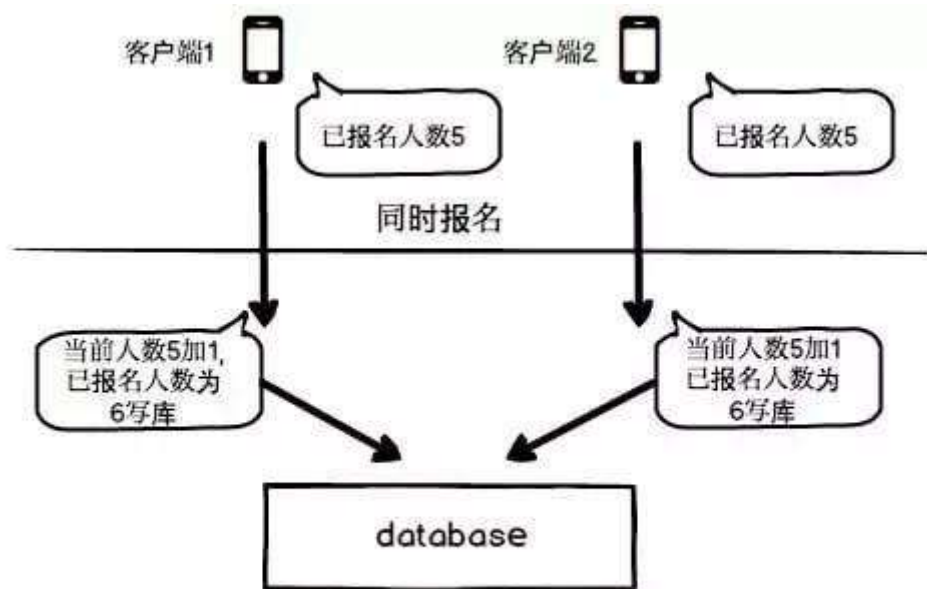 客户端1
客户端2
已报名人数5
已报名人数5
同时报名
当前人数5加1,
已报名人数为
6写库
当前人数5加1
已报名人数为
6写库
database